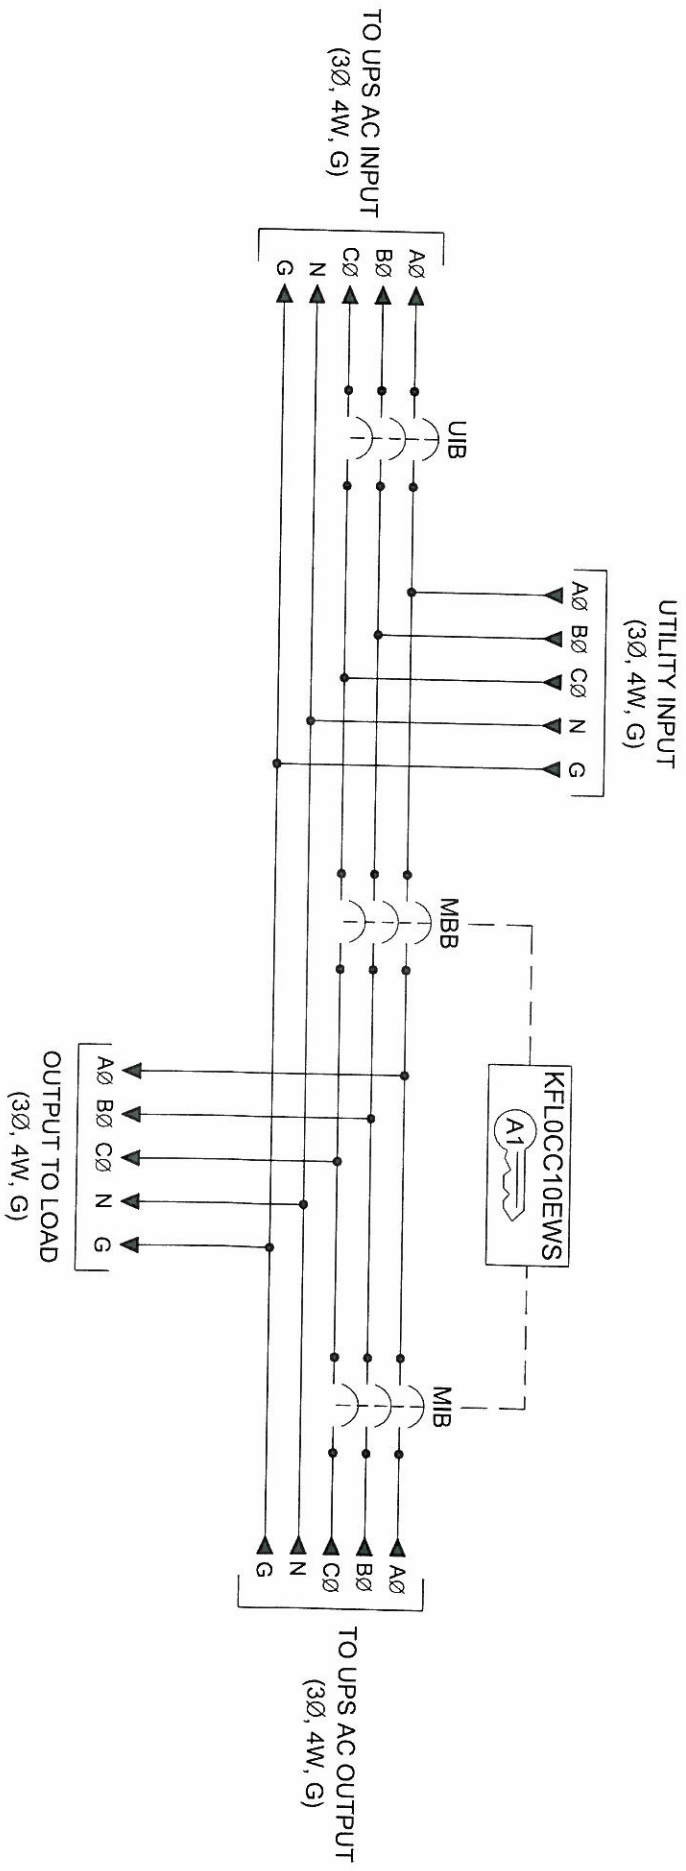 TO UPS AC INPUT
(3Ø, 4W, G)
AØ
BØ
CØ
N
G
UIB
UTILITY INPUT
(3Ø, 4W, G)
AØ BØ CØ N G
MBB
KFL0CC10EWS
A1
OUTPUT TO LOAD
(3Ø, 4W, G)
AØ BØ CØ N G
MIB
AØ
BØ
CØ
N
G
TO UPS AC OUTPUT
(3Ø, 4W, G)